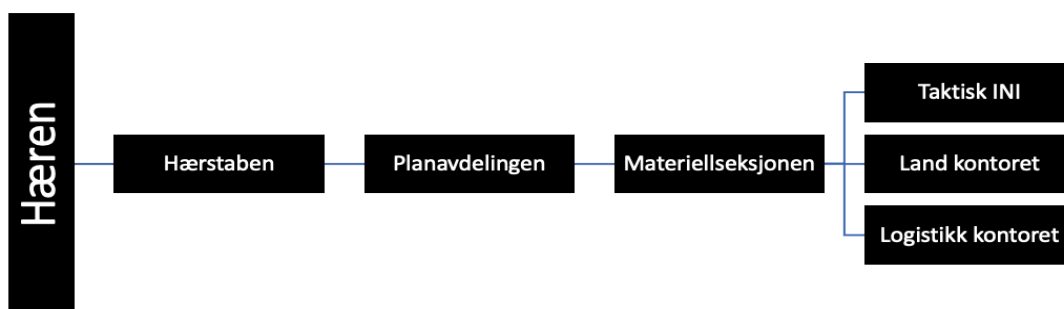 Hæren
Hærstaben
Planavdelingen
Materiellseksjonen
Taktisk INI
Land kontoret
Logistikk kontoret